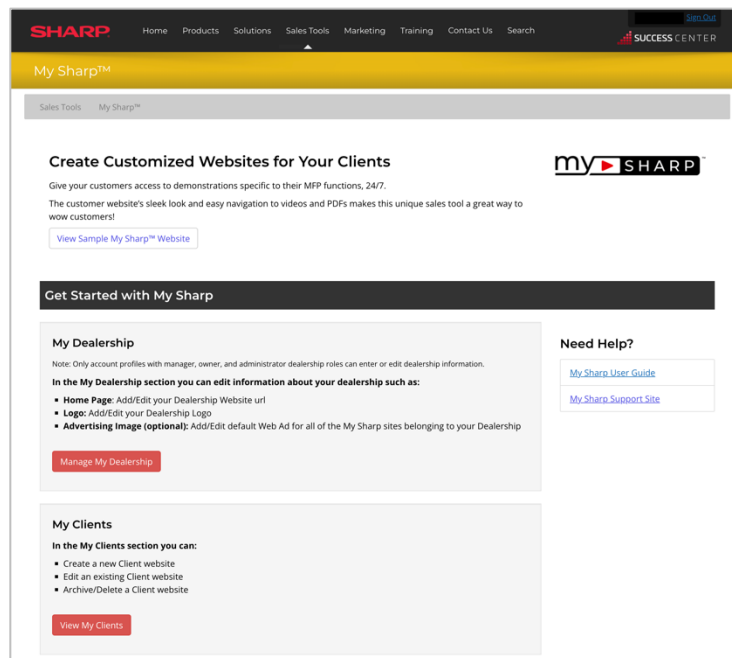 SHARP
Home Products Solutions Sales Tools Marketing Training Contact Us Search
Sign Out
SUCCESS CENTER
My Sharp™
Sales Tools My Sharp™
Create Customized Websites for Your Clients
Give your customers access to demonstrations specific to their MFP functions, 24/7.
The customer website's sleek look and easy navigation to videos and PDFs makes this unique sales tool a great way to
wow customers!
View Sample My Sharp™ Website
my SHARP™
Get Started with My Sharp
My Dealership
Note: Only account profiles with manager, owner, and administrator dealership roles can enter or edit dealership information.
In the My Dealership section you can edit information about your dealership such as:
▪ Home Page: Add/Edit your Dealership Website url
▪ Logo: Add/Edit your Dealership Logo
▪ Advertising Image (optional): Add/Edit default Web Ad for all of the My Sharp sites belonging to your Dealership
Manage My Dealership
Need Help?
My Sharp User Guide
My Sharp Support Site
My Clients
In the My Clients section you can:
▪ Create a new Client website
▪ Edit an existing Client website
▪ Archive/Delete a Client website
View My Clients